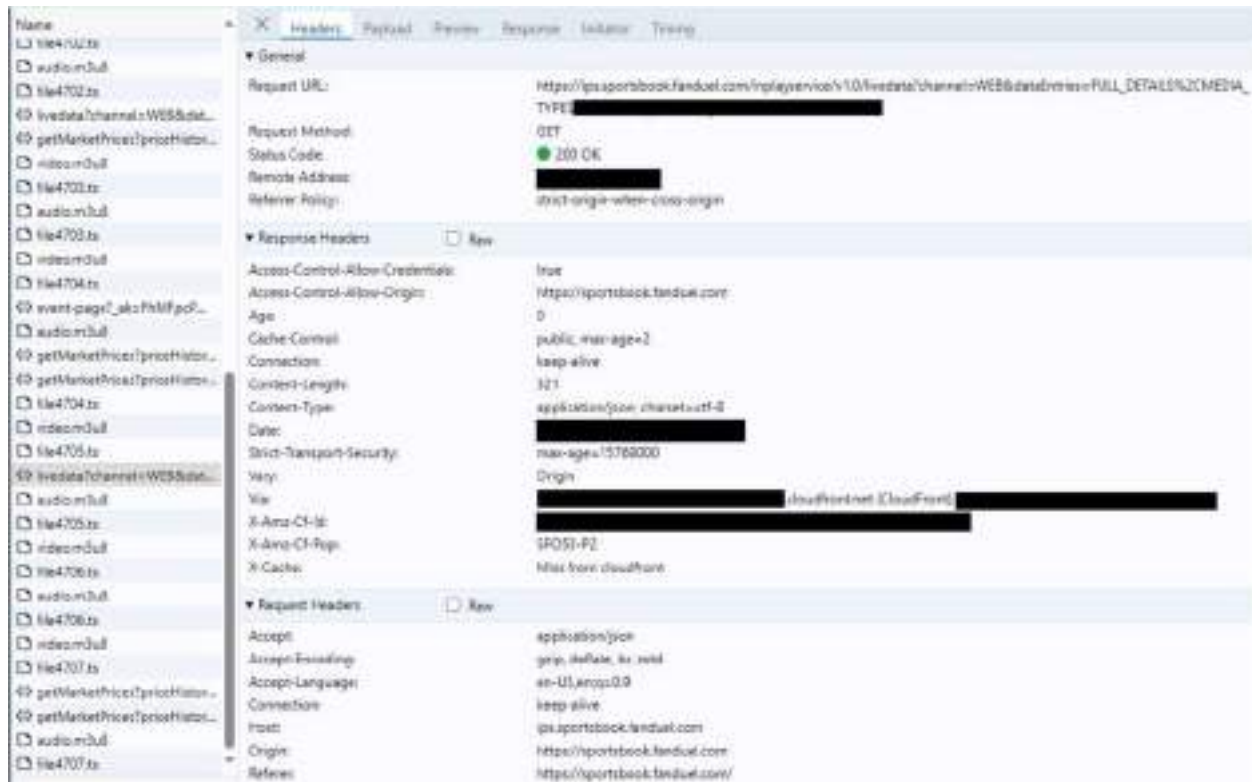 Name
file4702.ts
audio.m3u8
file4702.ts
livedata?channel=WEB&dat...
getMarketPrices?priceHistor...
video.m3u8
file4703.ts
audio.m3u8
file4703.ts
video.m3u8
file4704.ts
event-page?_ak=
audio.m3u8
getMarketPrices?priceHistor...
getMarketPrices?priceHistor...
file4704.ts
video.m3u8
file4705.ts
livedata?channel=WEB&dat...
audio.m3u8
file4705.ts
video.m3u8
file4706.ts
audio.m3u8
file4706.ts
video.m3u8
file4707.ts
getMarketPrices?priceHistor...
getMarketPrices?priceHistor...
audio.m3u8
file4707.ts
Headers Payload Preview Response Initiator Timing
▼ General
Request URL: https://ips.sportsbook.fanduel.com/inplayservice/v1.0/livedata?channel=WEB&dataEntries=FULL_DETAILS%2CMEDIA_
TYPE
Request Method: GET
Status Code: 200 OK
Remote Address:
Referrer Policy: strict-origin-when-cross-origin
▼ Response Headers Raw
Access-Control-Allow-Credentials: true
Access-Control-Allow-Origin: https://sportsbook.fanduel.com
Age: 0
Cache-Control: public, max-age=2
Connection: keep-alive
Content-Length: 321
Content-Type: application/json; charset=utf-8
Date:
Strict-Transport-Security: max-age=15768000
Vary: Origin
Via: .cloudfront.net (CloudFront)
X-Amz-Cf-Id:
X-Amz-Cf-Pop: SFO53-P2
X-Cache: Miss from cloudfront
▼ Request Headers Raw
Accept: application/json
Accept-Encoding: gzip, deflate, br, zstd
Accept-Language: en-US,en;q=0.9
Connection: keep-alive
Host: ips.sportsbook.fanduel.com
Origin: https://sportsbook.fanduel.com
Referer: https://sportsbook.fanduel.com/